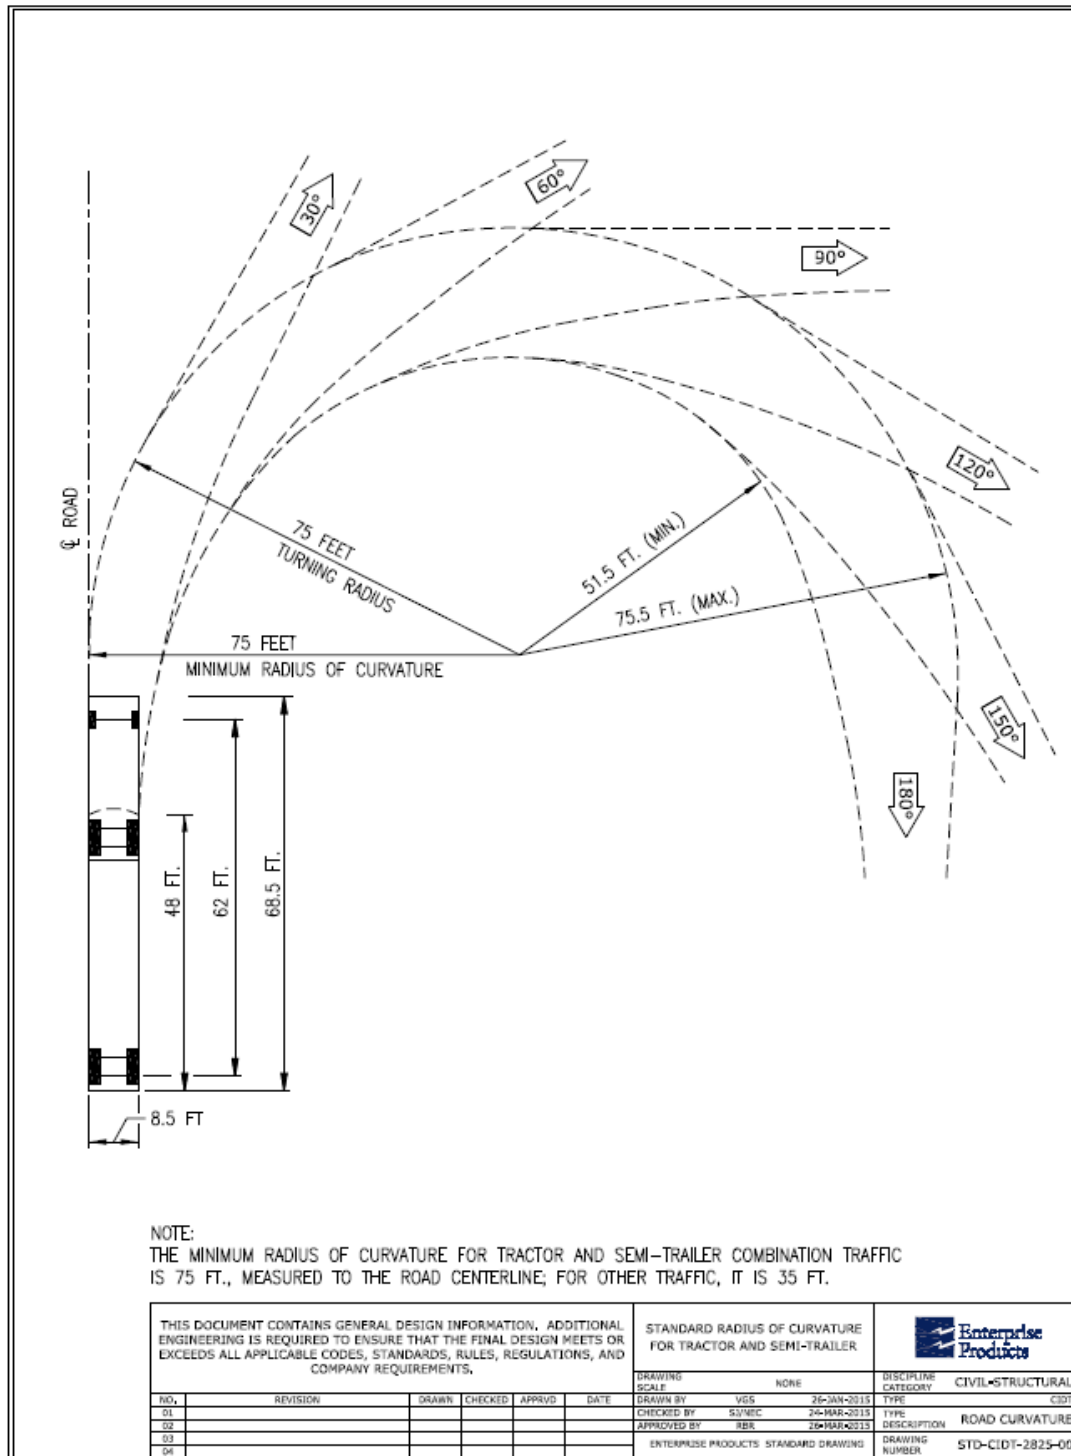 30°
60°
90°
120°
150°
180°
℄ ROAD
75 FEET
TURNING RADIUS
51.5 FT. (MIN.)
75.5 FT. (MAX.)
75 FEET
MINIMUM RADIUS OF CURVATURE
48 FT.
62 FT.
68.5 FT.
8.5 FT
NOTE:
THE MINIMUM RADIUS OF CURVATURE FOR TRACTOR AND SEMI-TRAILER COMBINATION TRAFFIC
IS 75 FT., MEASURED TO THE ROAD CENTERLINE; FOR OTHER TRAFFIC, IT IS 35 FT.
THIS DOCUMENT CONTAINS GENERAL DESIGN INFORMATION. ADDITIONAL
ENGINEERING IS REQUIRED TO ENSURE THAT THE FINAL DESIGN MEETS OR
EXCEEDS ALL APPLICABLE CODES, STANDARDS, RULES, REGULATIONS, AND
COMPANY REQUIREMENTS.
NO. REVISION DRAWN CHECKED APPRVD DATE
01
02
03
04
STANDARD RADIUS OF CURVATURE
FOR TRACTOR AND SEMI-TRAILER
DRAWING SCALE NONE
DRAWN BY VGS 26-JAN-2015
CHECKED BY SJ/NEC 24-MAR-2015
APPROVED BY RBR 26-MAR-2015
ENTERPRISE PRODUCTS STANDARD DRAWING
Enterprise
Products
DISCIPLINE CATEGORY CIVIL-STRUCTURAL
TYPE CIDT
TYPE DESCRIPTION ROAD CURVATURE
DRAWING NUMBER STD-CIDT-2825-00